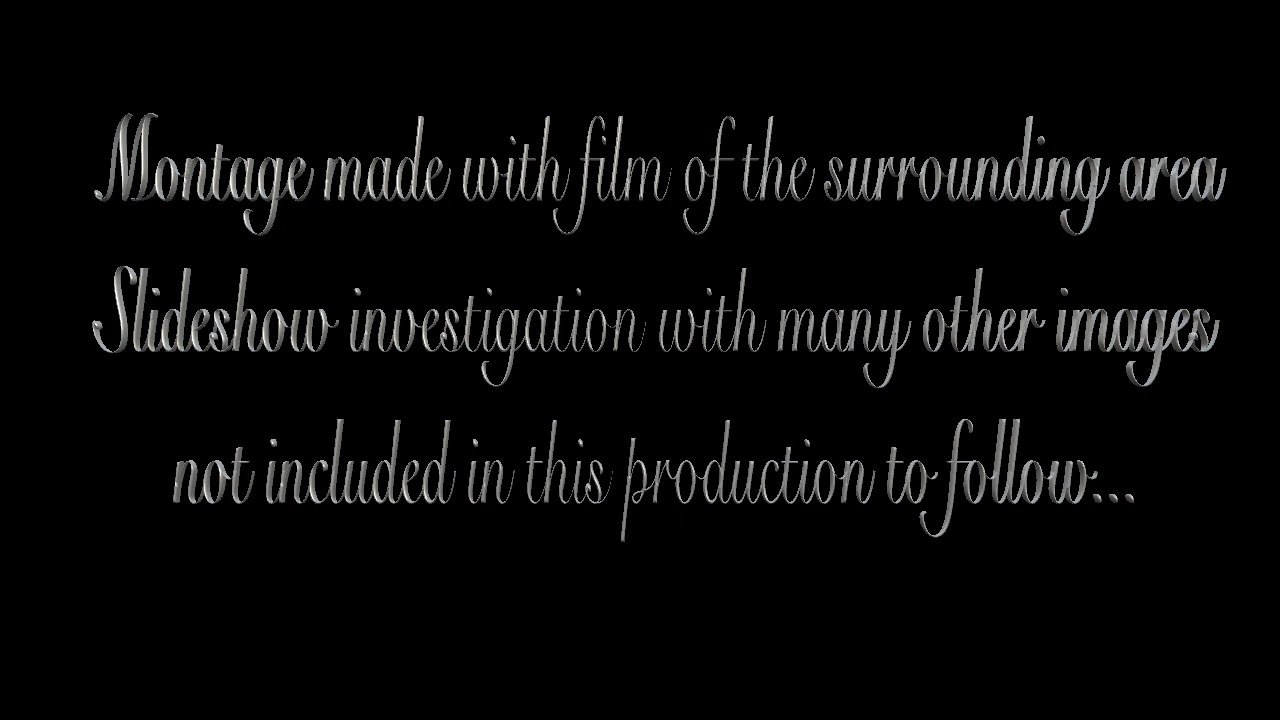 Montage made with film of the surrounding area
Slideshow investigation with many other images
not included in this production to follow...